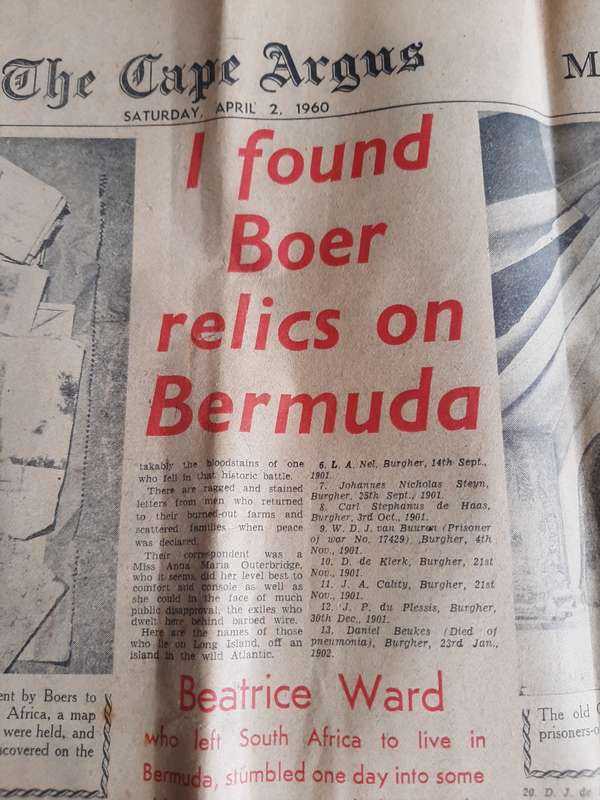 The Cape Argus
M
SATURDAY, APRIL 2, 1960
I found
Boer
relics on
Bermuda
takably the bloodstains of one
who fell in that historic battle.
There are ragged and stained
letters from men who returned
to their burned-out farms and
scattered families when peace
was declared.
Their correspondent was a
Miss Anna Maria Outerbridge,
who it seems, did her level best to
comfort and console as well as
she could in the face of much
public disapproval, the exiles who
dwelt here behind barbed wire.
Here are the names of those
who lie on Long Island, off an
island in the wild Atlantic.
6. L. A. Nel, Burgher, 14th Sept.,
1901.
7. Johannes Nicholas Steyn,
Burgher, 25th Sept., 1901.
8. Carl Stephanus de Haas,
Burgher, 3rd Oct., 1901.
9. W. D. J. van Buuren (Prisoner
of war No. 17429) ,Burgher, 4th
Nov., 1901.
10. D. de Klerk, Burgher, 21st
Nov., 1901.
11. J. A. Cality, Burgher, 21st
Nov., 1901.
12. J. P. du Plessis, Burgher,
30th Dec., 1901.
13. Daniel Beukes (Died of
pneumonia), Burgher, 23rd Jan.,
1902.
Beatrice Ward
who left South Africa to live in
Bermuda, stumbled one day into some
ent by Boers to
Africa, a map
were held, and
scovered on the
The old
prisoners-o
20. D. J. de